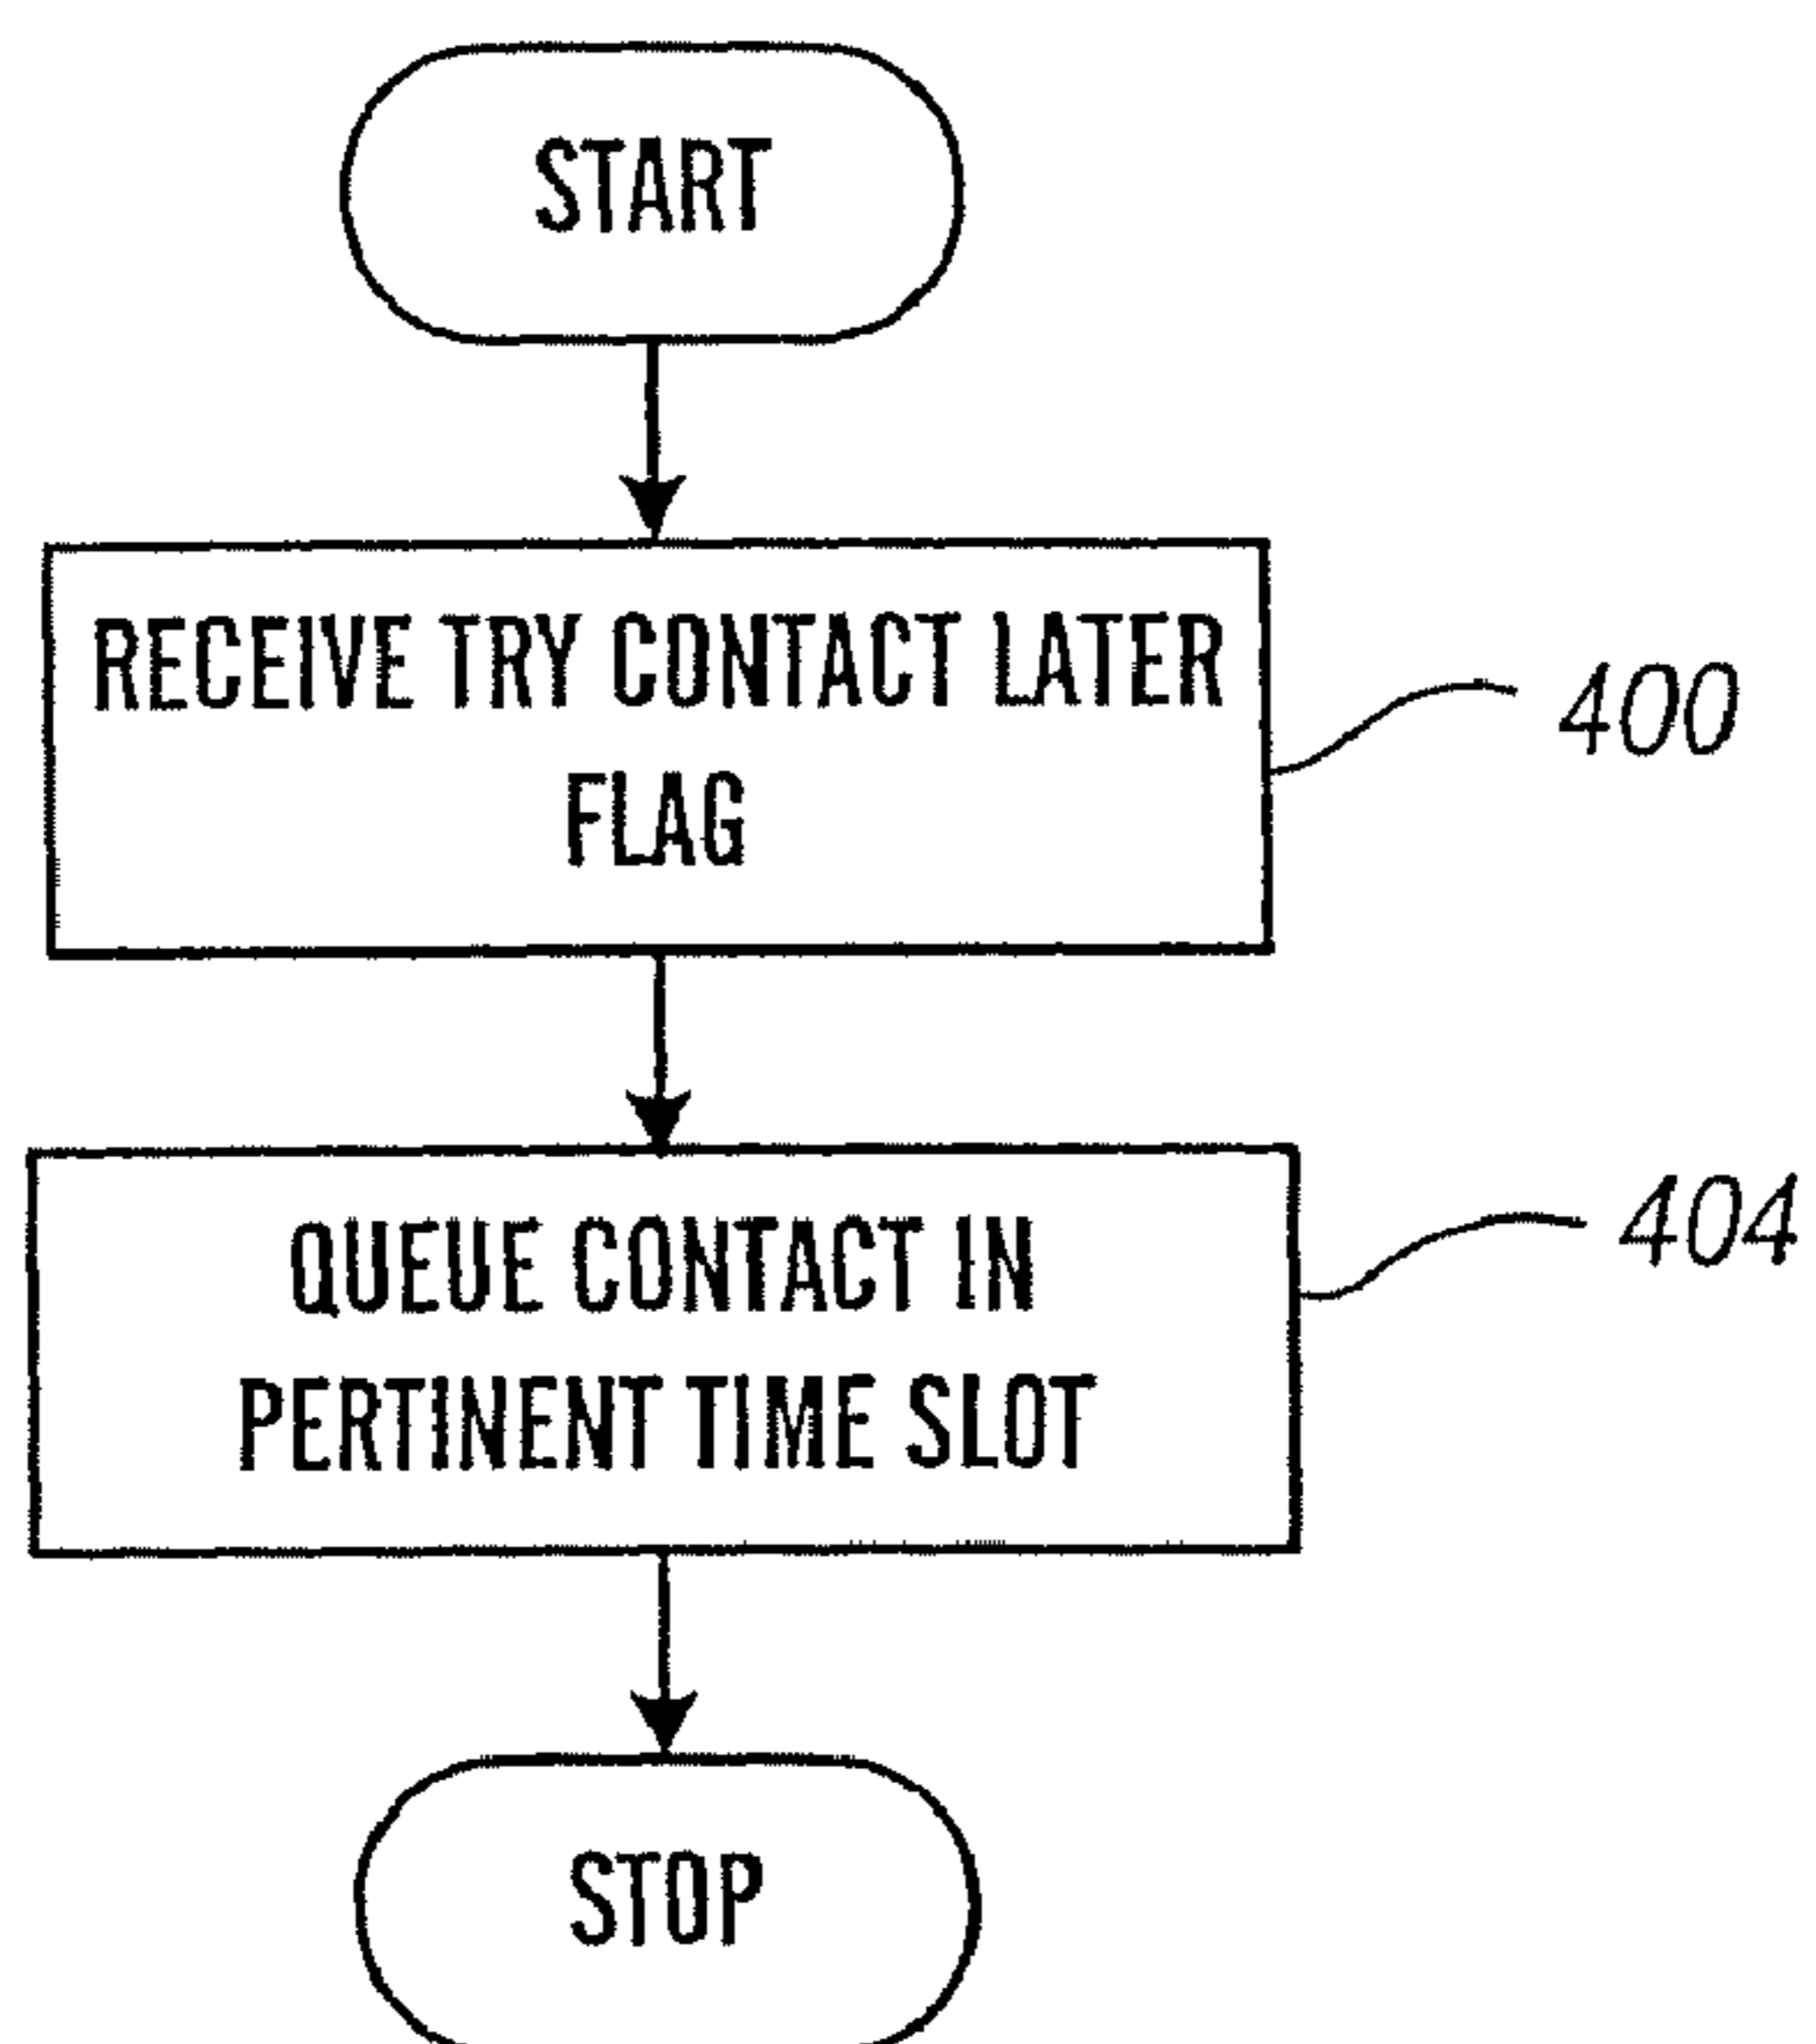 START
RECEIVE TRY CONTACT LATER
FLAG
400
QUEUE CONTACT IN
PERTINENT TIME SLOT
404
STOP